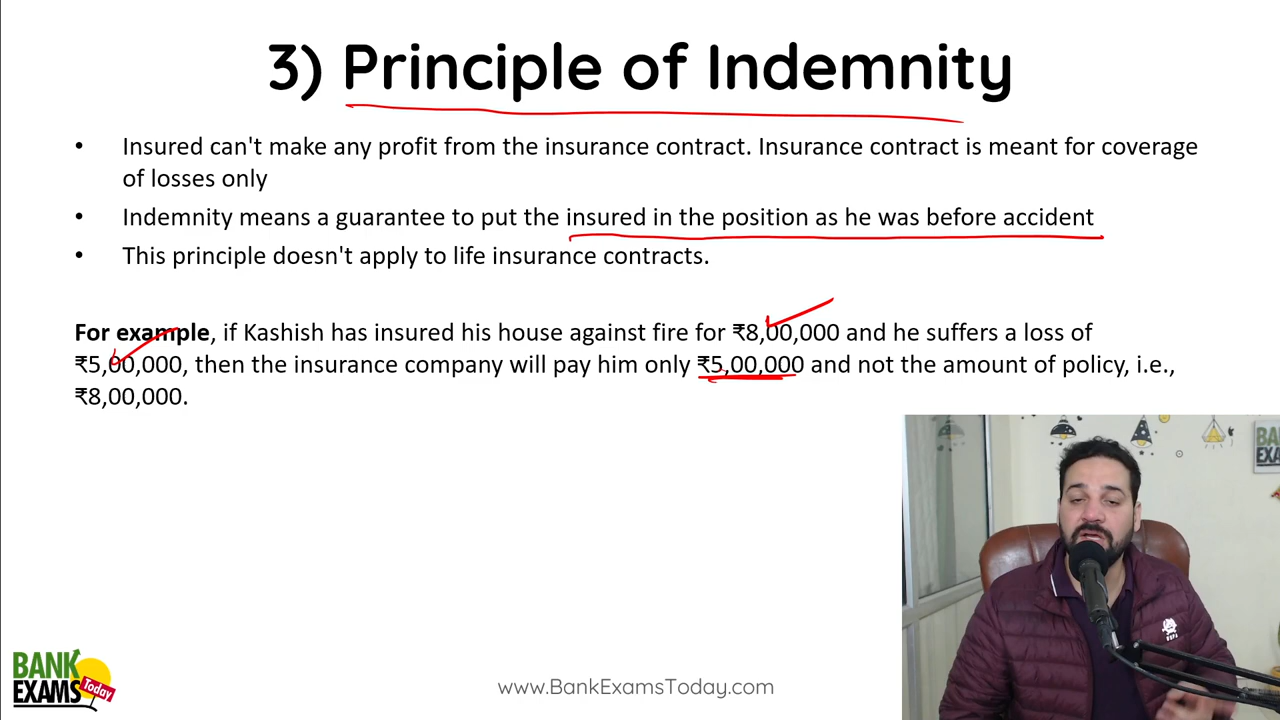 3) Principle of Indemnity
• Insured can't make any profit from the insurance contract. Insurance contract is meant for coverage
of losses only
• Indemnity means a guarantee to put the insured in the position as he was before accident
• This principle doesn't apply to life insurance contracts.
For example, if Kashish has insured his house against fire for ₹8,00,000 and he suffers a loss of
₹5,00,000, then the insurance company will pay him only ₹5,00,000 and not the amount of policy, i.e.,
₹8,00,000.
BANK
EXAMS
Today
www.BankExamsToday.com